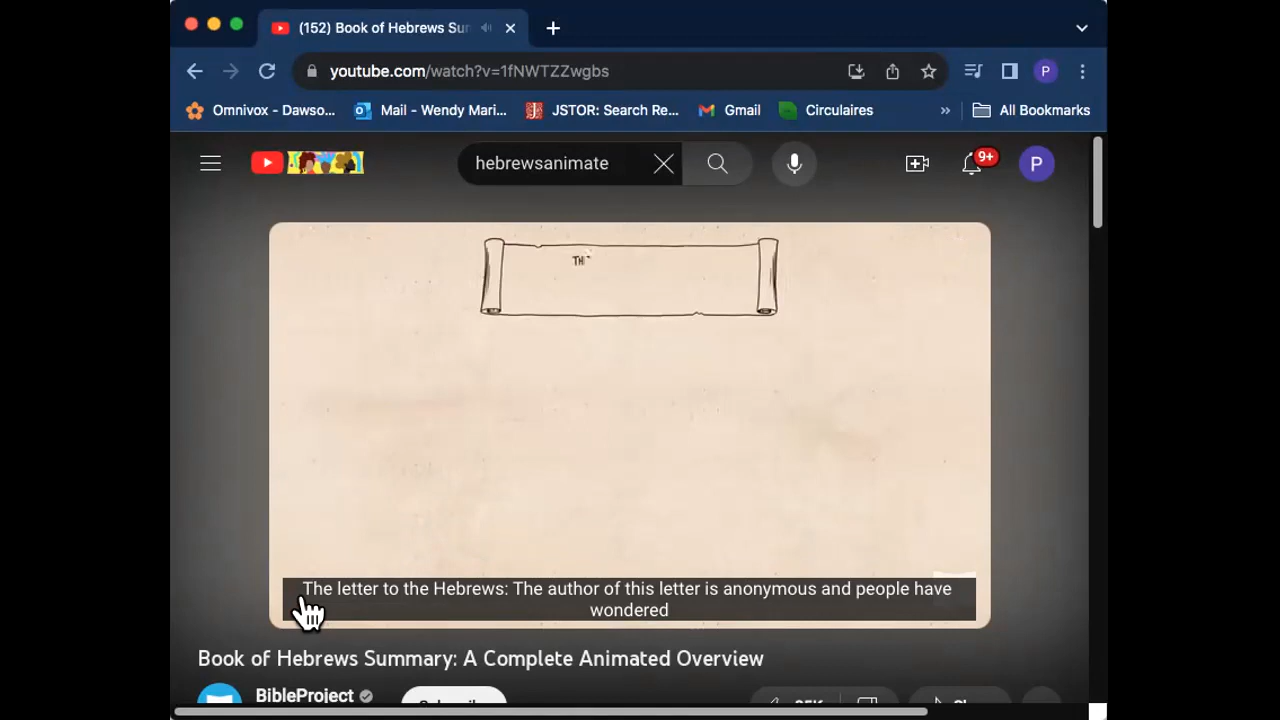 (152) Book of Hebrews Sur
youtube.com/watch?v=1fNWTZZwgbs
P
Omnivox - Dawso...
Mail - Wendy Mari...
JSTOR: Search Re...
Gmail
Circulaires
»
All Bookmarks
hebrewsanimate
9+
P
TH
The letter to the Hebrews: The author of this letter is anonymous and people have
wondered
Book of Hebrews Summary: A Complete Animated Overview
BibleProject